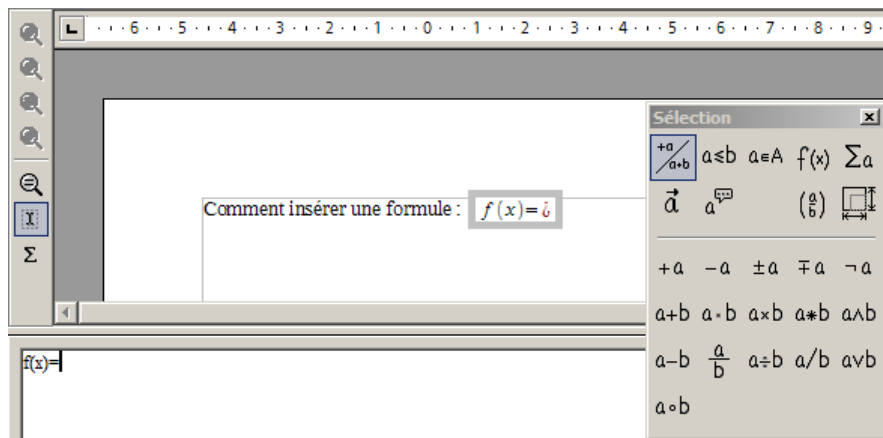 6 5 4 3 2 1 0 1 2 3 4 5 6 7 8 9
Sélection
+a/a+b a≤b a∈A f(x) Σa
a⃗ a (a/b)
Comment insérer une formule : f(x)=¿
Σ
+a -a ±a ∓a ¬a
a+b a·b a×b a*b a∧b
a-b a/b a÷b a/b a∨b
a∘b
f(x)=